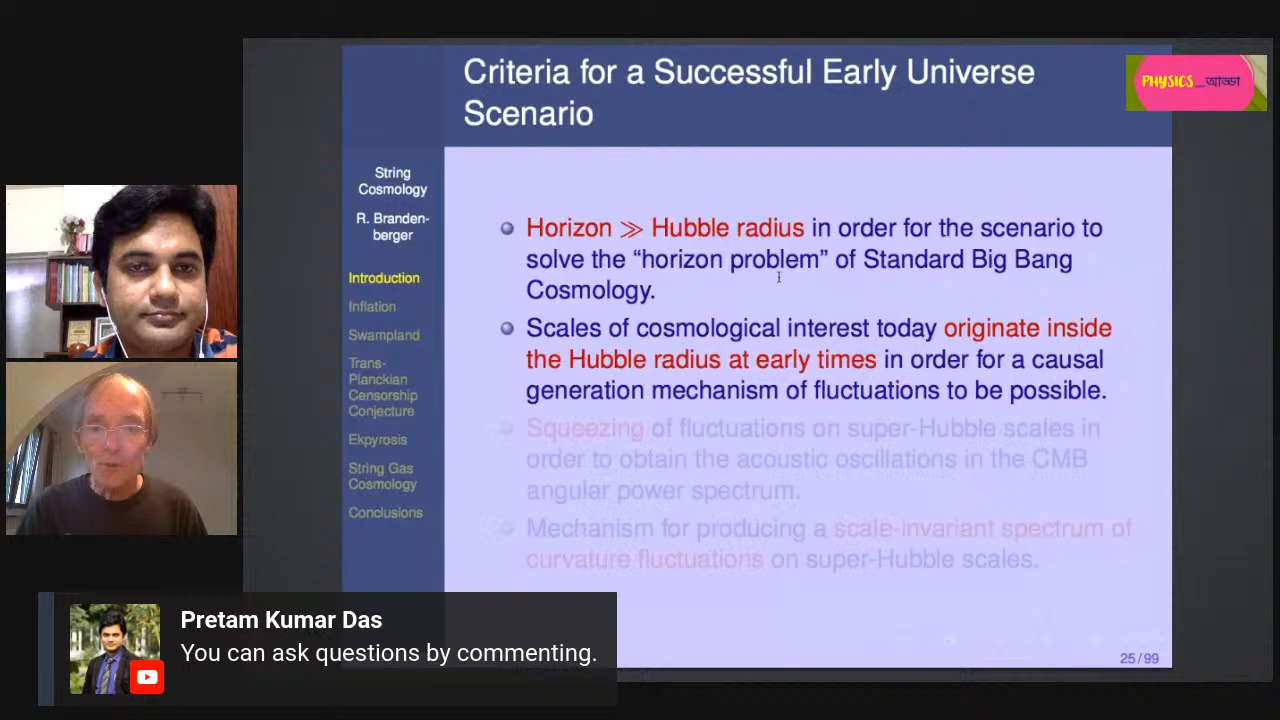 Criteria for a Successful Early Universe
Scenario
PHYSICS_আড্ডা
String
Cosmology
R. Branden-
berger
Introduction
Inflation
Swampland
Trans-
Planckian
Censorship
Conjecture
Ekpyrosis
String Gas
Cosmology
Conclusions
Horizon ≫ Hubble radius in order for the scenario to
solve the “horizon problem” of Standard Big Bang
Cosmology.
Scales of cosmological interest today originate inside
the Hubble radius at early times in order for a causal
generation mechanism of fluctuations to be possible.
Squeezing of fluctuations on super-Hubble scales in
order to obtain the acoustic oscillations in the CMB
angular power spectrum.
Mechanism for producing a scale-invariant spectrum of
curvature fluctuations on super-Hubble scales.
25/99
Pretam Kumar Das
You can ask questions by commenting.